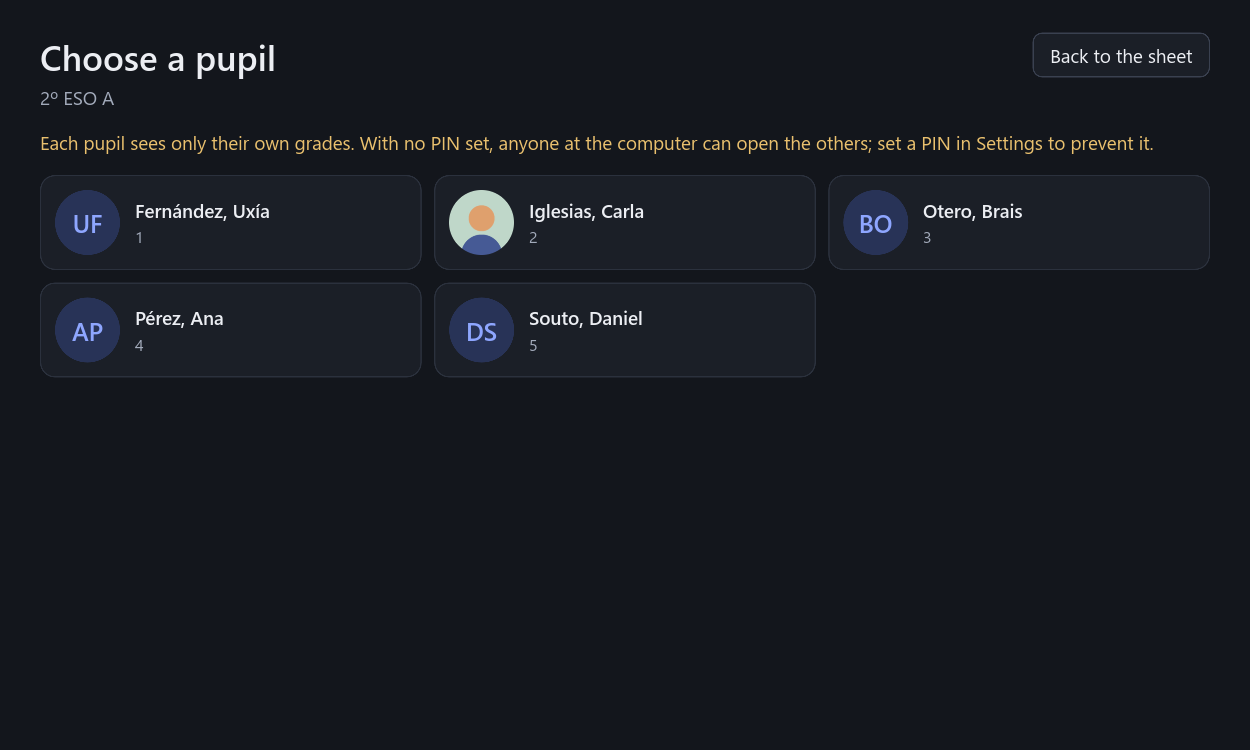 Choose a pupil
Back to the sheet
2º ESO A
Each pupil sees only their own grades. With no PIN set, anyone at the computer can open the others; set a PIN in Settings to prevent it.
UF
Fernández, Uxía
1
Iglesias, Carla
2
BO
Otero, Brais
3
AP
Pérez, Ana
4
DS
Souto, Daniel
5